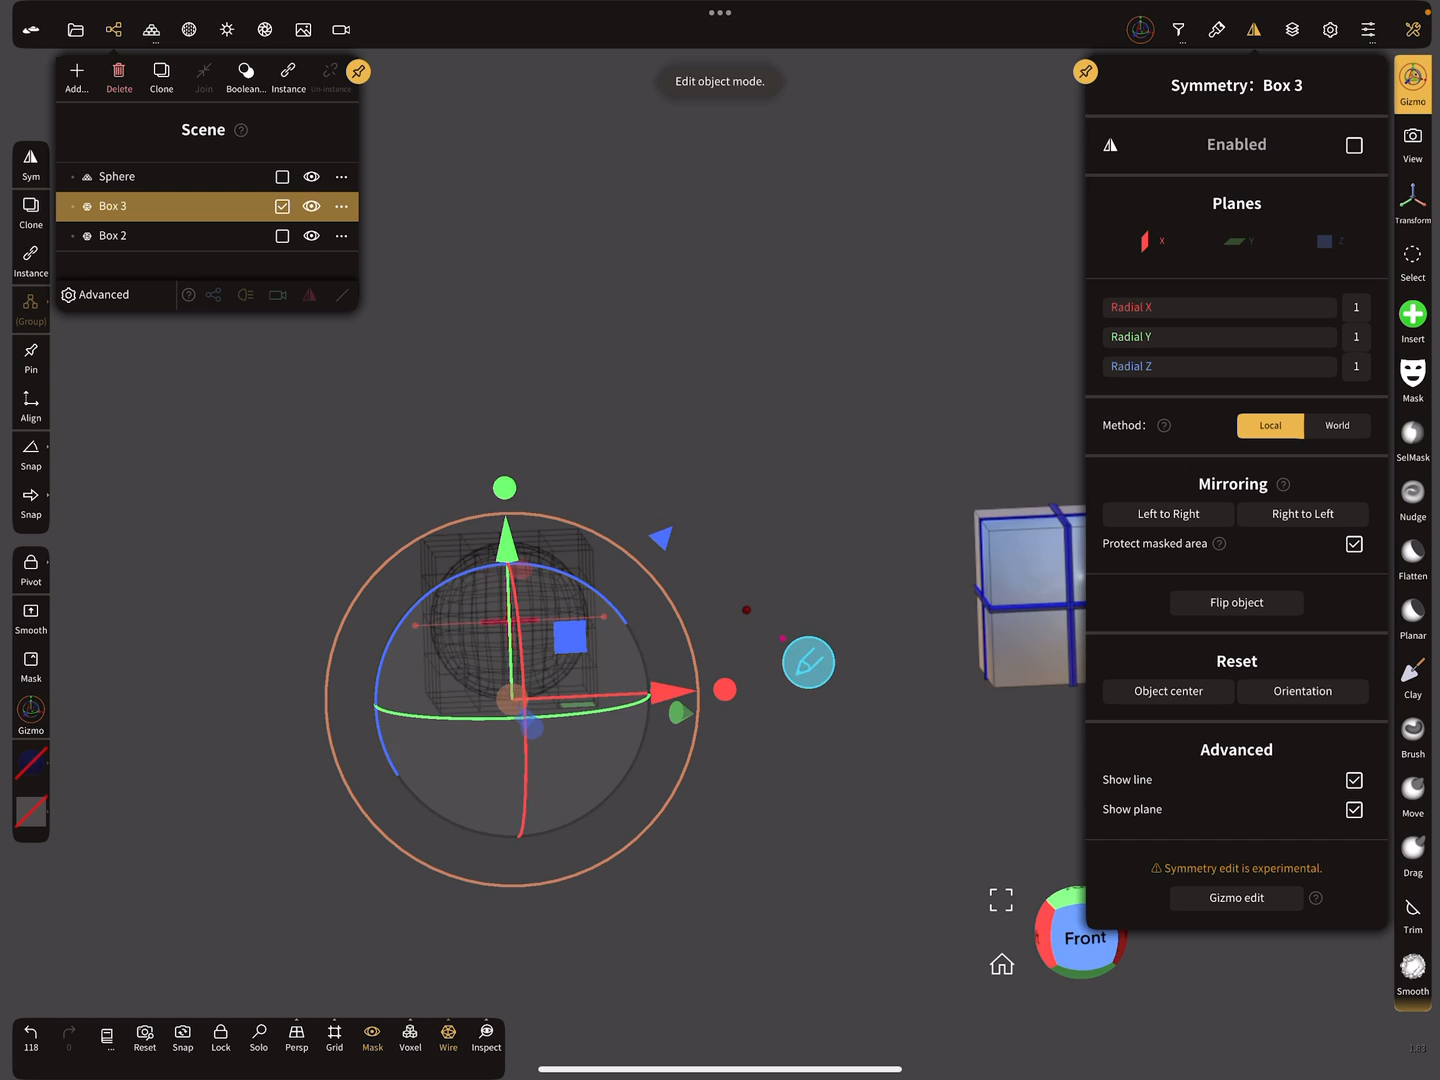 Edit object mode.
Add...
Delete
Clone
Join
Boolean...
Instance
Un-instance
Scene
Sphere
Box 3
Box 2
Advanced
Sym
Clone
Instance
(Group)
Pin
Align
Snap
Snap
Pivot
Smooth
Mask
Gizmo
Symmetry: Box 3
Enabled
Planes
X
Y
Z
Radial X 1
Radial Y 1
Radial Z 1
Method: Local World
Mirroring
Left to Right
Right to Left
Protect masked area
Flip object
Reset
Object center
Orientation
Advanced
Show line
Show plane
Symmetry edit is experimental.
Gizmo edit
Gizmo
View
Transform
Select
Insert
Mask
SelMask
Nudge
Flatten
Planar
Clay
Brush
Move
Drag
Trim
Smooth
Front
118
0
...
Reset
Snap
Lock
Solo
Persp
Grid
Mask
Voxel
Wire
Inspect
1.83